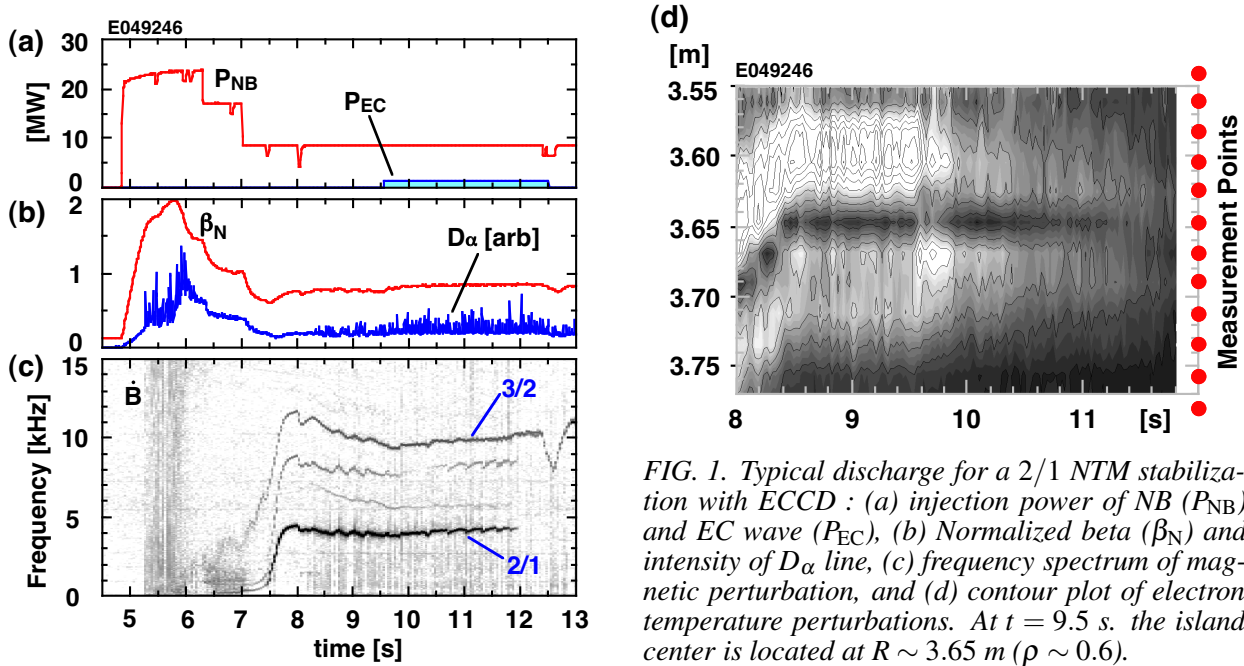 (a)
E049246
30
20
10
0
[MW]
PNB
PEC
(b)
2
1
0
βN
Dα [arb]
(c)
15
10
5
0
Frequency [kHz]
Ḃ
3/2
2/1
5 6 7 8 9 10 11 12 13
time [s]
(d)
[m]
E049246
3.55
3.60
3.65
3.70
3.75
8 9 10 11 [s]
Measurement Points
FIG. 1. Typical discharge for a 2/1 NTM stabiliza-
tion with ECCD : (a) injection power of NB (PNB)
and EC wave (PEC), (b) Normalized beta (βN) and
intensity of Dα line, (c) frequency spectrum of mag-
netic perturbation, and (d) contour plot of electron
temperature perturbations. At t = 9.5 s. the island
center is located at R ∼ 3.65 m (ρ ∼ 0.6).